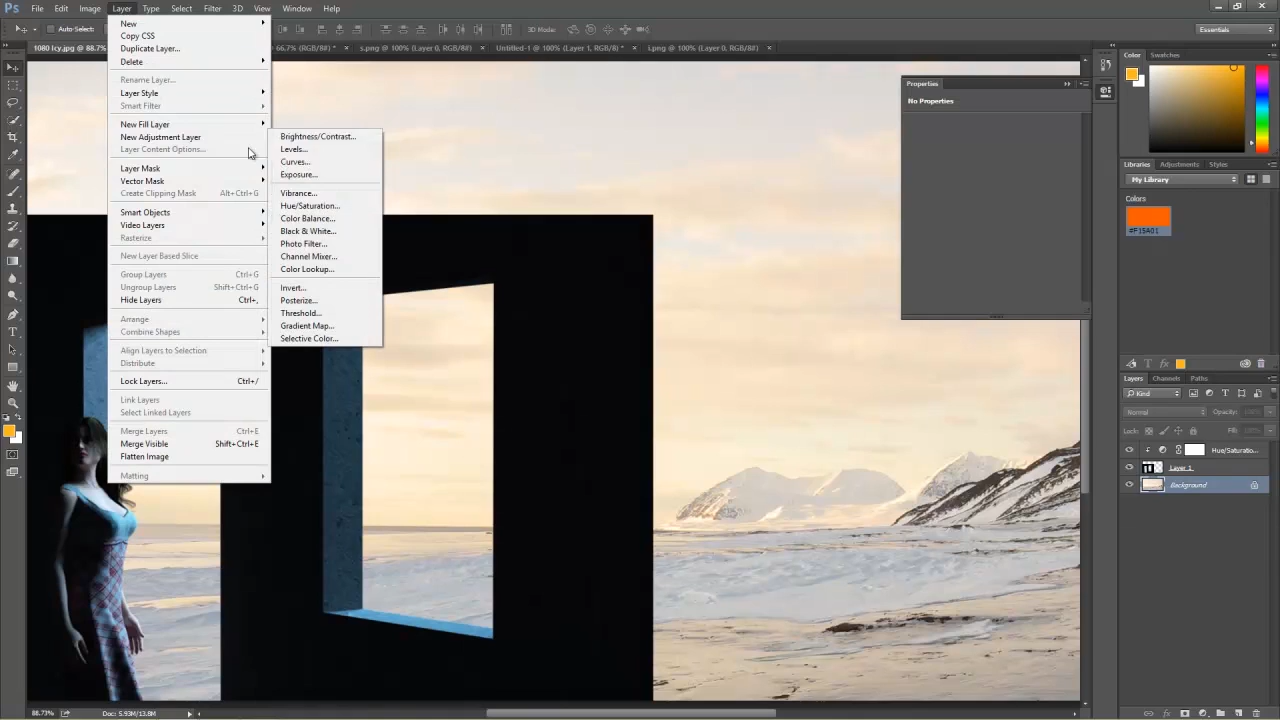 Ps File Edit Image Layer Type Select Filter 3D View Window Help
Auto-Select: 3D Mode: Essentials
1080 Icy.jpg @ 88.7% 66.7% (RGB/8#) * × s.png @ 100% (Layer 0, RGB/8#) × Untitled-1 @ 100% (Layer 1, RGB/8) * × l.png @ 100% (Layer 0, RGB/8#) ×
New
Copy CSS
Duplicate Layer...
Delete
Rename Layer...
Layer Style
Smart Filter
New Fill Layer
New Adjustment Layer
Layer Content Options...
Layer Mask
Vector Mask
Create Clipping Mask Alt+Ctrl+G
Smart Objects
Video Layers
Rasterize
New Layer Based Slice
Group Layers Ctrl+G
Ungroup Layers Shift+Ctrl+G
Hide Layers Ctrl+,
Arrange
Combine Shapes
Align Layers to Selection
Distribute
Lock Layers... Ctrl+/
Link Layers
Select Linked Layers
Merge Layers Ctrl+E
Merge Visible Shift+Ctrl+E
Flatten Image
Matting
Brightness/Contrast...
Levels...
Curves...
Exposure...
Vibrance...
Hue/Saturation...
Color Balance...
Black & White...
Photo Filter...
Channel Mixer...
Color Lookup...
Invert...
Posterize...
Threshold...
Gradient Map...
Selective Color...
Properties
No Properties
Color Swatches
Libraries Adjustments Styles
My Library
Colors
#F15A01
Layers Channels Paths
Kind
Normal Opacity:
Lock: Fill:
Hue/Saturatio...
Layer 1
Background
88.73% Doc: 5.93M/13.8M